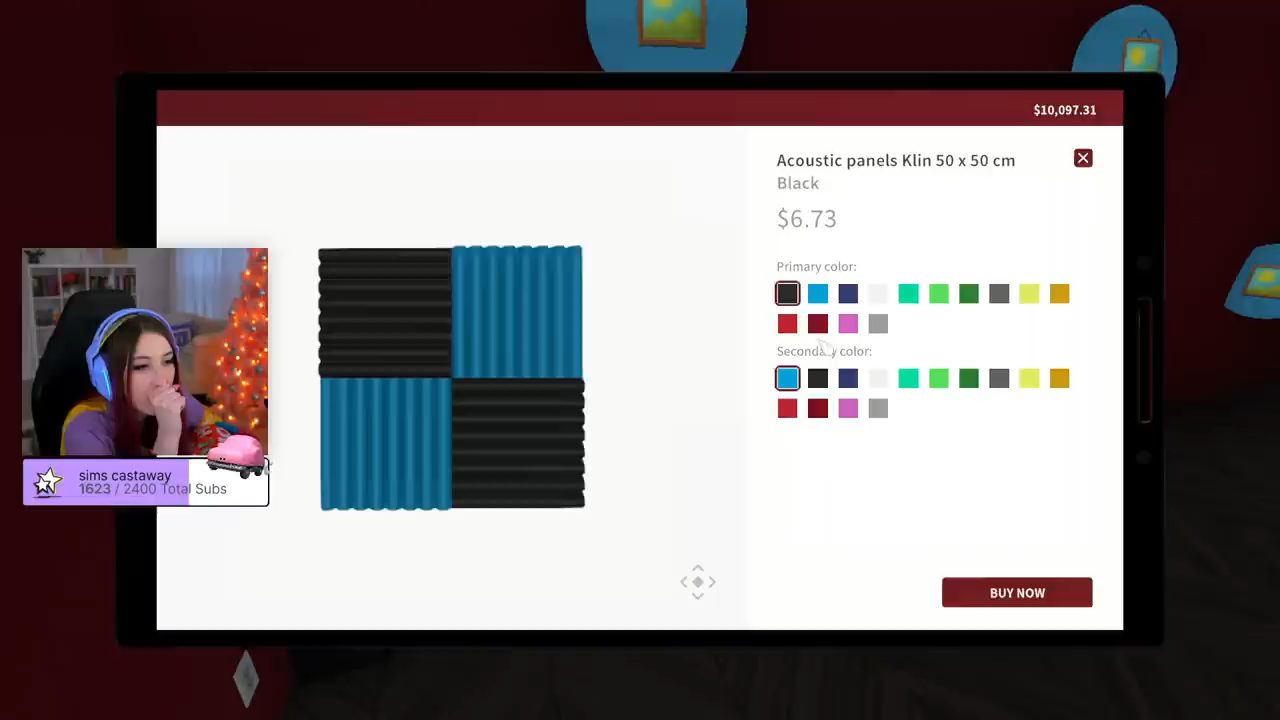 $10,097.31
Acoustic panels Klin 50 x 50 cm
Black
$6.73
Primary color:
Secondary color:
sims castaway
1623 / 2400 Total Subs
BUY NOW